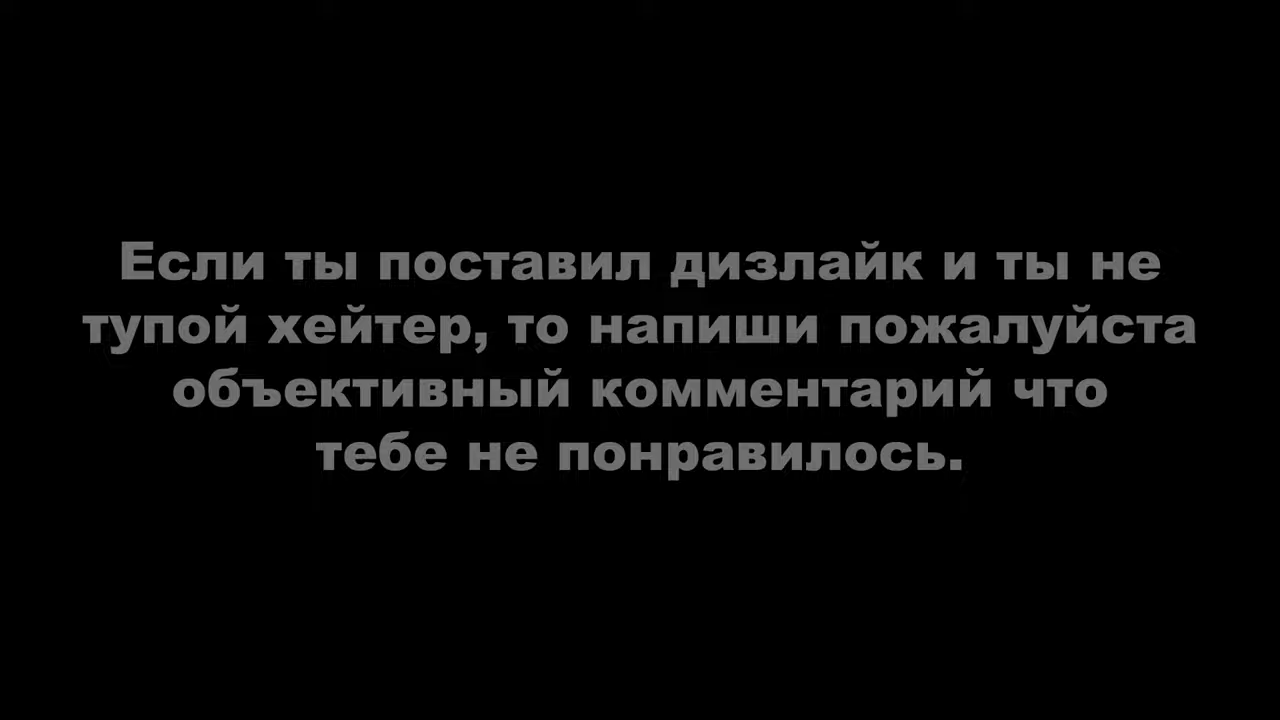 Если ты поставил дизлайк и ты не
тупой хейтер, то напиши пожалуйста
объективный комментарий что
тебе не понравилось.